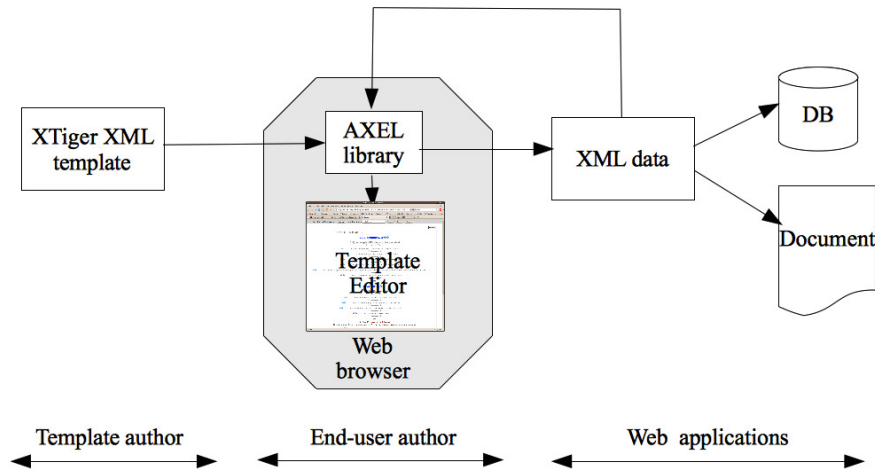 XTiger XML
template
AXEL
library
XML data
DB
Document
Template
Editor
Web
browser
Template author
End-user author
Web applications